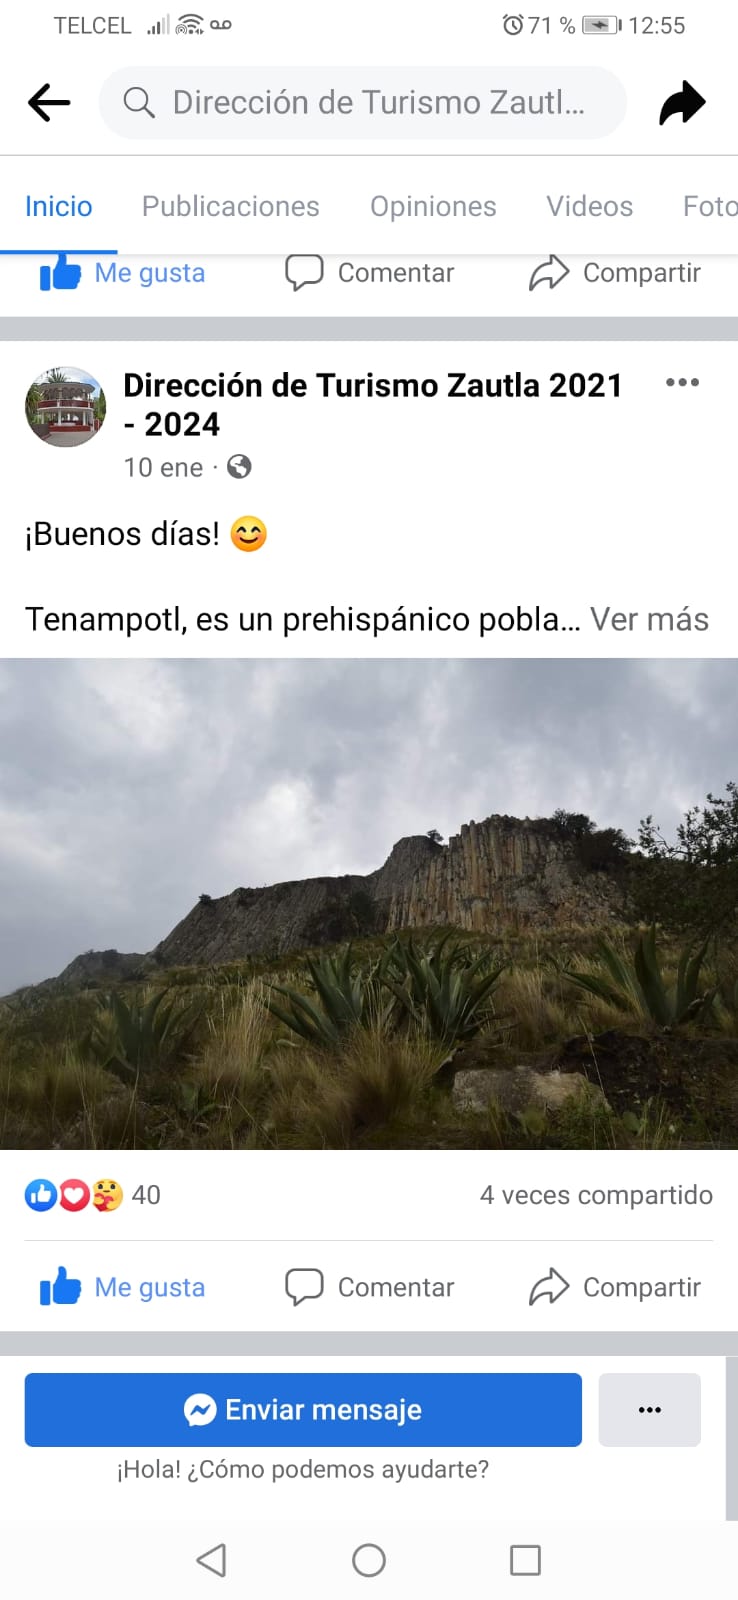 TELCEL 71 % 12:55
Dirección de Turismo Zautl...
Inicio Publicaciones Opiniones Videos Foto
Me gusta Comentar Compartir
Dirección de Turismo Zautla 2021
- 2024
10 ene ·
¡Buenos días! 😊
Tenampotl, es un prehispánico pobla... Ver más
40 4 veces compartido
Me gusta Comentar Compartir
Enviar mensaje
¡Hola! ¿Cómo podemos ayudarte?